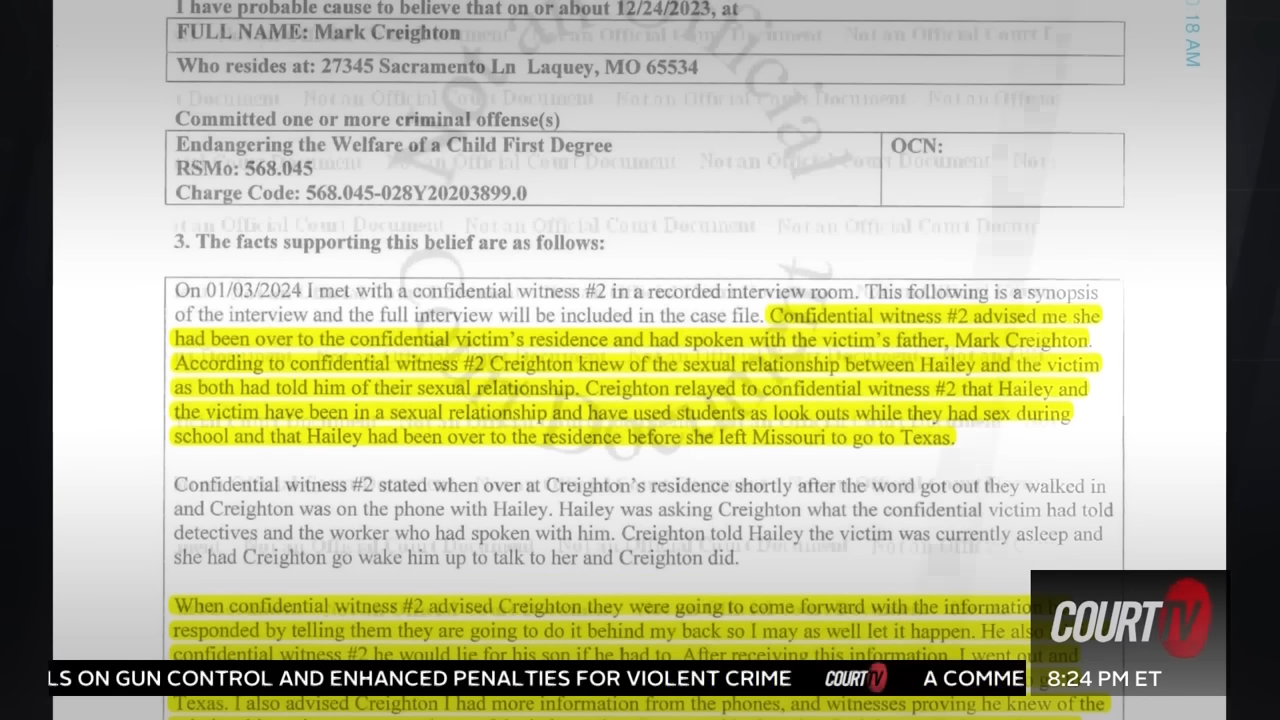 I have probable cause to believe that on or about 12/24/2023, at
FULL NAME: Mark Creighton
Who resides at: 27345 Sacramento Ln Laquey, MO 65534
Committed one or more criminal offense(s)
Endangering the Welfare of a Child First Degree
RSMo: 568.045
Charge Code: 568.045-028Y20203899.0
OCN:
3. The facts supporting this belief are as follows:
On 01/03/2024 I met with a confidential witness #2 in a recorded interview room. This following is a synopsis
of the interview and the full interview will be included in the case file. Confidential witness #2 advised me she
had been over to the confidential victim's residence and had spoken with the victim's father, Mark Creighton.
According to confidential witness #2 Creighton knew of the sexual relationship between Hailey and the victim
as both had told him of their sexual relationship. Creighton relayed to confidential witness #2 that Hailey and
the victim have been in a sexual relationship and have used students as look outs while they had sex during
school and that Hailey had been over to the residence before she left Missouri to go to Texas.
Confidential witness #2 stated when over at Creighton's residence shortly after the word got out they walked in
and Creighton was on the phone with Hailey. Hailey was asking Creighton what the confidential victim had told
detectives and the worker who had spoken with him. Creighton told Hailey the victim was currently asleep and
she had Creighton go wake him up to talk to her and Creighton did.
When confidential witness #2 advised Creighton they were going to come forward with the information
responded by telling them they are going to do it behind my back so I may as well let it happen. He also
confidential witness #2 he would lie for his son if he had to. After receiving this information, I went out and
Texas. I also advised Creighton I had more information from the phones, and witnesses proving he knew of the
18 AM
Not an Official Court Document
COURT TV
LS ON GUN CONTROL AND ENHANCED PENALTIES FOR VIOLENT CRIME COURT TV A COMME
8:24 PM ET